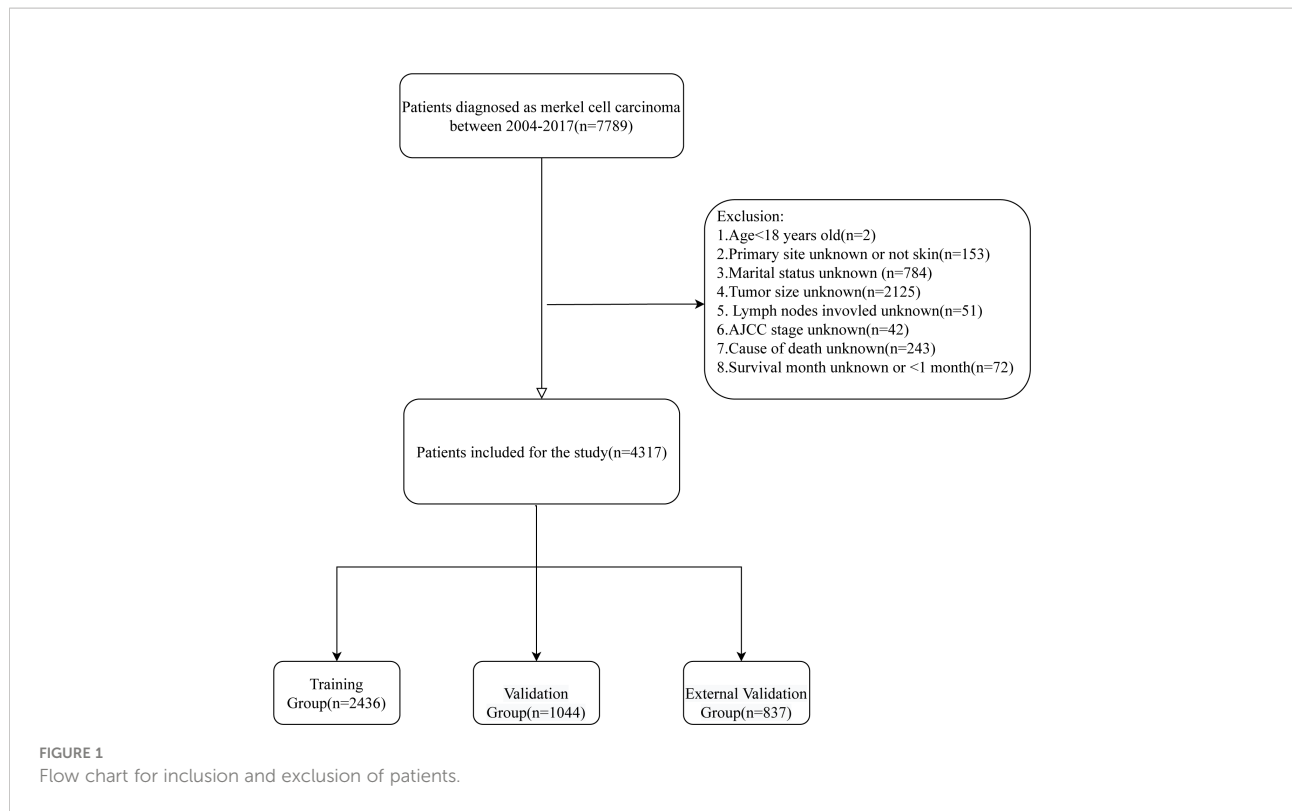 Patients diagnosed as merkel cell carcinoma
between 2004-2017(n=7789)
Exclusion:
1.Age<18 years old(n=2)
2.Primary site unknown or not skin(n=153)
3.Marital status unknown (n=784)
4.Tumor size unknown(n=2125)
5. Lymph nodes invovled unknown(n=51)
6.AJCC stage unknown(n=42)
7.Cause of death unknown(n=243)
8.Survival month unknown or <1 month(n=72)
Patients included for the study(n=4317)
Training
Group(n=2436)
Validation
Group(n=1044)
External Validation
Group(n=837)
FIGURE 1
Flow chart for inclusion and exclusion of patients.